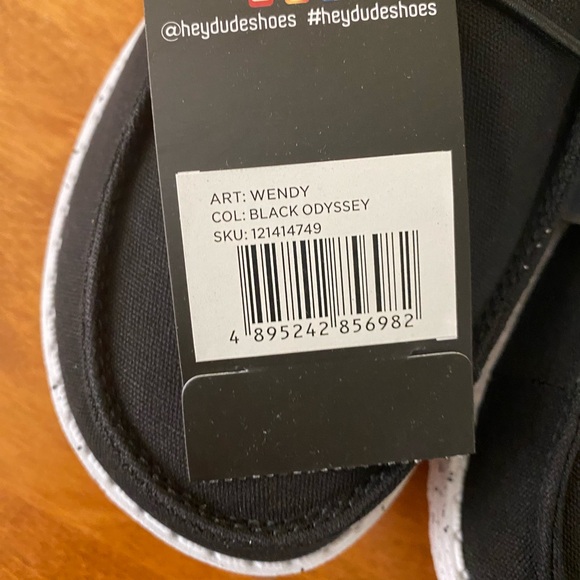 @heydudeshoes #heydudeshoes
ART: WENDY
COL: BLACK ODYSSEY
SKU: 121414749
4 895242 856982